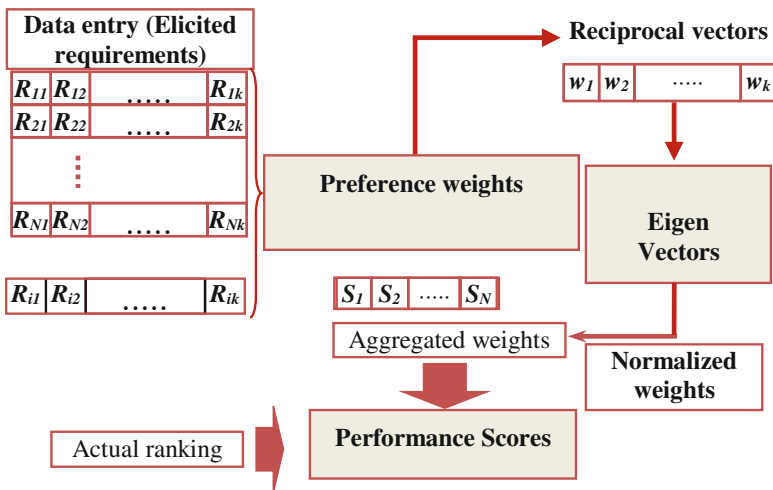 Data entry (Elicited
requirements)
R11 R12 ..... R1k
R21 R22 ..... R2k
RN1 RN2 ..... RNk
Ri1 Ri2 ..... Rik
Preference weights
Reciprocal vectors
w1 w2 ..... wk
Eigen
Vectors
S1 S2 ..... SN
Aggregated weights
Normalized
weights
Actual ranking
Performance Scores